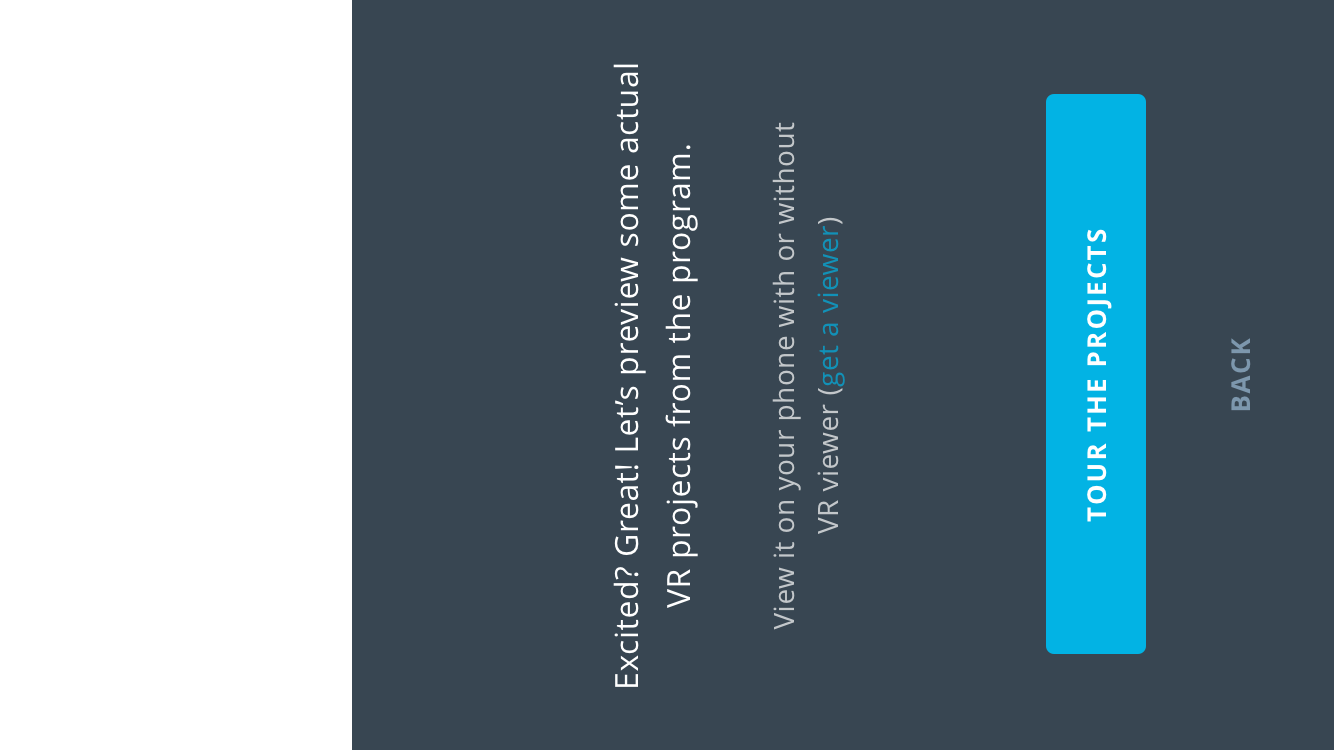 Excited? Great! Let’s preview some actual
VR projects from the program.
View it on your phone with or without
VR viewer (get a viewer)
TOUR THE PROJECTS
BACK